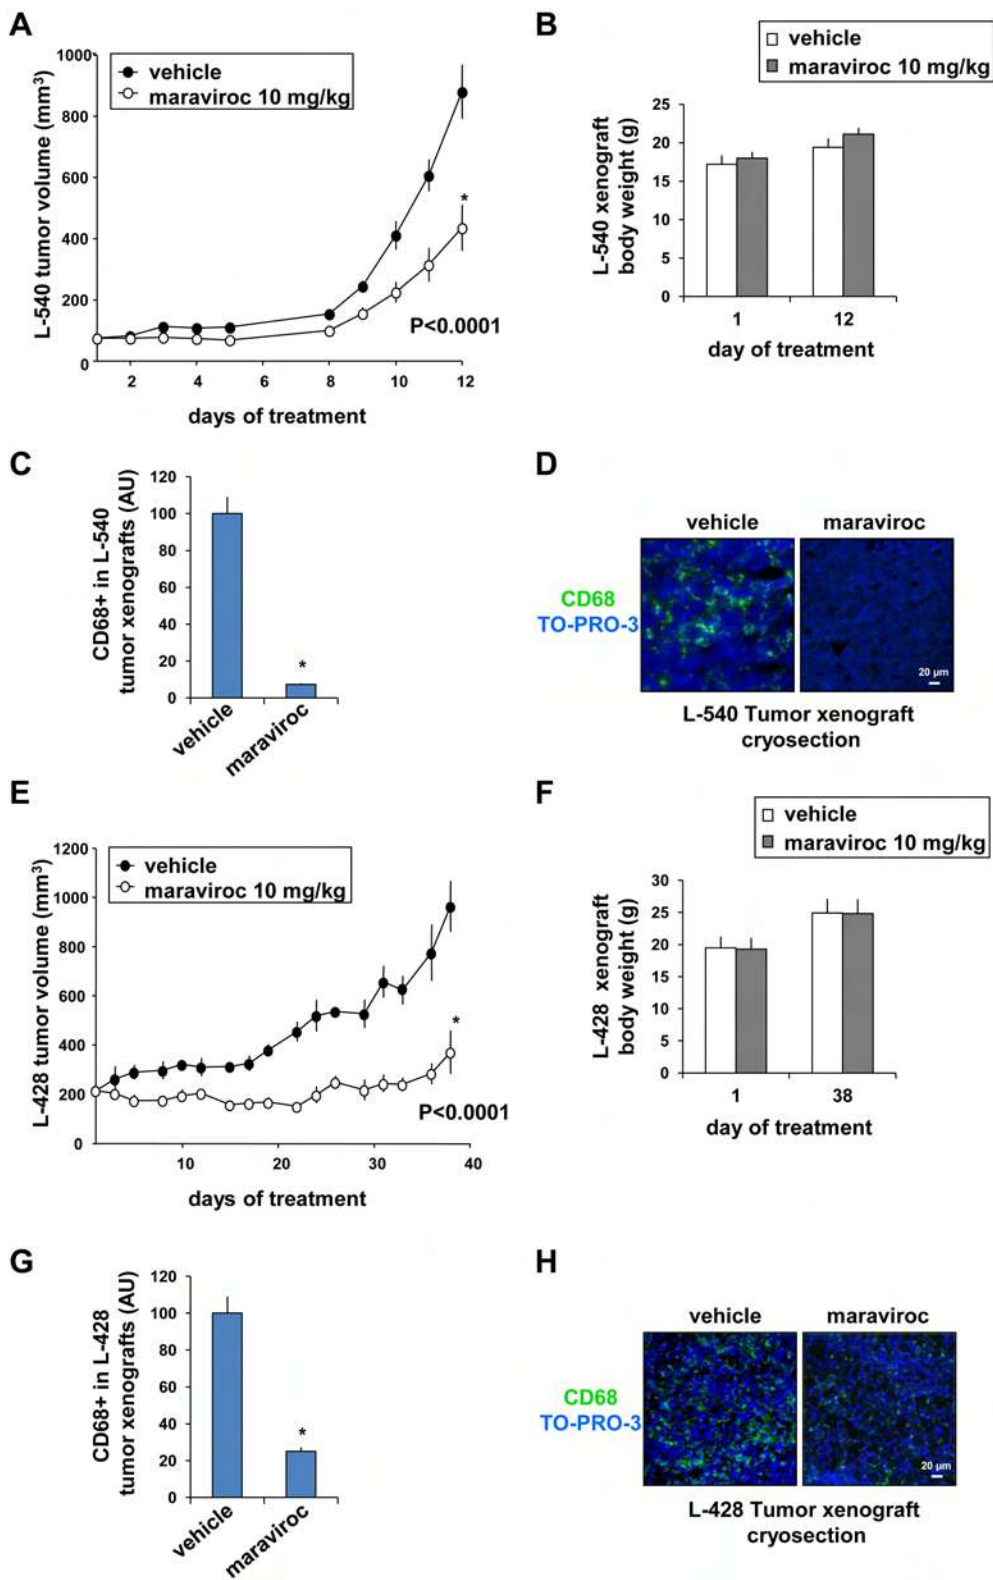 A
1000
800
600
400
200
0
L-540 tumor volume (mm³)
vehicle
maraviroc 10 mg/kg
*
P<0.0001
2 4 6 8 10 12
days of treatment
B
vehicle
maraviroc 10 mg/kg
25
20
15
10
5
0
L-540 xenograft
body weight (g)
1 12
day of treatment
C
120
100
80
60
40
20
0
CD68+ in L-540
tumor xenografts (AU)
*
vehicle
maraviroc
D
vehicle maraviroc
CD68
TO-PRO-3
20 µm
L-540 Tumor xenograft
cryosection
E
1200
1000
800
600
400
200
0
L-428 tumor volume (mm³)
vehicle
maraviroc 10 mg/kg
*
P<0.0001
10 20 30 40
days of treatment
F
vehicle
maraviroc 10 mg/kg
30
25
20
15
10
5
0
L-428 xenograft
body weight (g)
1 38
day of treatment
G
120
100
80
60
40
20
0
CD68+ in L-428
tumor xenografts (AU)
*
vehicle
maraviroc
H
vehicle maraviroc
CD68
TO-PRO-3
20 µm
L-428 Tumor xenograft
cryosection